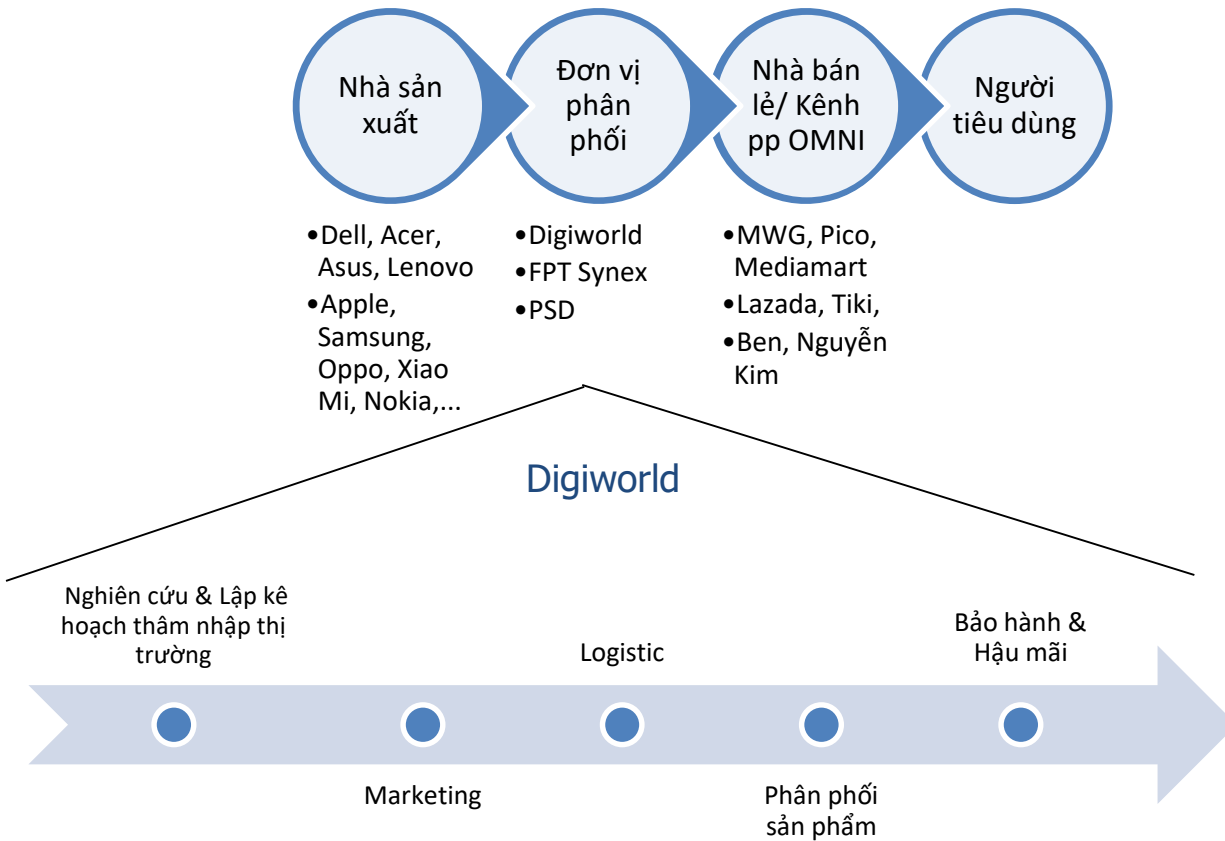 Nhà sản
xuất
Đơn vị
phân
phối
Nhà bán
lẻ/ Kênh
pp OMNI
Người
tiêu dùng
•Dell, Acer,
Asus, Lenovo
•Apple,
Samsung,
Oppo, Xiao
Mi, Nokia,...
•Digiworld
•FPT Synex
•PSD
•MWG, Pico,
Mediamart
•Lazada, Tiki,
•Ben, Nguyễn
Kim
Digiworld
Nghiên cứu & Lập kê
hoạch thâm nhập thị
trường
Marketing
Logistic
Phân phối
sản phẩm
Bảo hành &
Hậu mãi